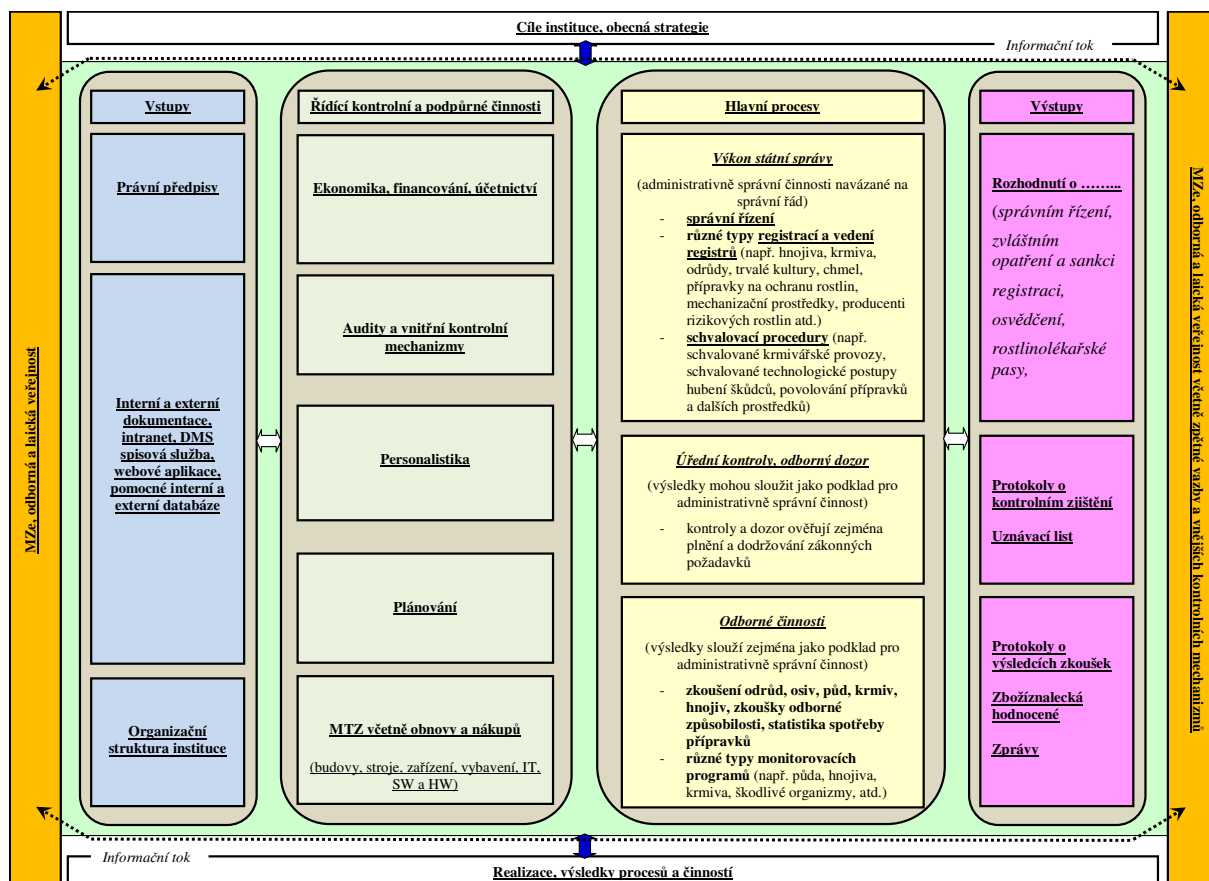 Cíle instituce, obecná strategie
Informační tok
MZe, odborná a laická veřejnost
Vstupy
Právní předpisy
Interní a externí
dokumentace,
intranet, DMS
spisová služba,
webové aplikace,
pomocné interní a
externí databáze
Organizační
struktura instituce
Řídící kontrolní a podpůrné činnosti
Ekonomika, financování, účetnictví
Audity a vnitřní kontrolní
mechanizmy
Personalistika
Plánování
MTZ včetně obnovy a nákupů
(budovy, stroje, zařízení, vybavení, IT,
SW a HW)
Hlavní procesy
Výkon státní správy
(administrativně správní činnosti navázané na
správní řád)
- správní řízení
- různé typy registrací a vedení
registrů (např. hnojiva, krmiva,
odrůdy, trvalé kultury, chmel,
přípravky na ochranu rostlin,
mechanizační prostředky, producenti
rizikových rostlin atd.)
- schvalovací procedury (např.
schvalované krmivářské provozy,
schvalované technologické postupy
hubení škůdců, povolování přípravků
a dalších prostředků)
Úřední kontroly, odborný dozor
(výsledky mohou sloužit jako podklad pro
administrativně správní činnost)
- kontroly a dozor ověřují zejména
plnění a dodržování zákonných
požadavků
Odborné činnosti
(výsledky slouží zejména jako podklad pro
administrativně správní činnost)
- zkoušení odrůd, osiv, půd, krmiv,
hnojiv, zkoušky odborné
způsobilosti, statistika spotřeby
přípravků
- různé typy monitorovacích
programů (např. půda, hnojiva,
krmiva, škodlivé organizmy, atd.)
Výstupy
Rozhodnutí o ……...
(správním řízení,
zvláštním
opatření a sankci
registraci,
osvědčení,
rostlinolékařské
pasy,
Protokoly o
kontrolním zjištění
Uznávací list
Protokoly o
výsledcích zkoušek
Zbožíznalecká
hodnocené
Zprávy
MZe, odborná a laická veřejnost včetně zpětné vazby a vnějších kontrolních mechanizmů
Informační tok
Realizace, výsledky procesů a činností